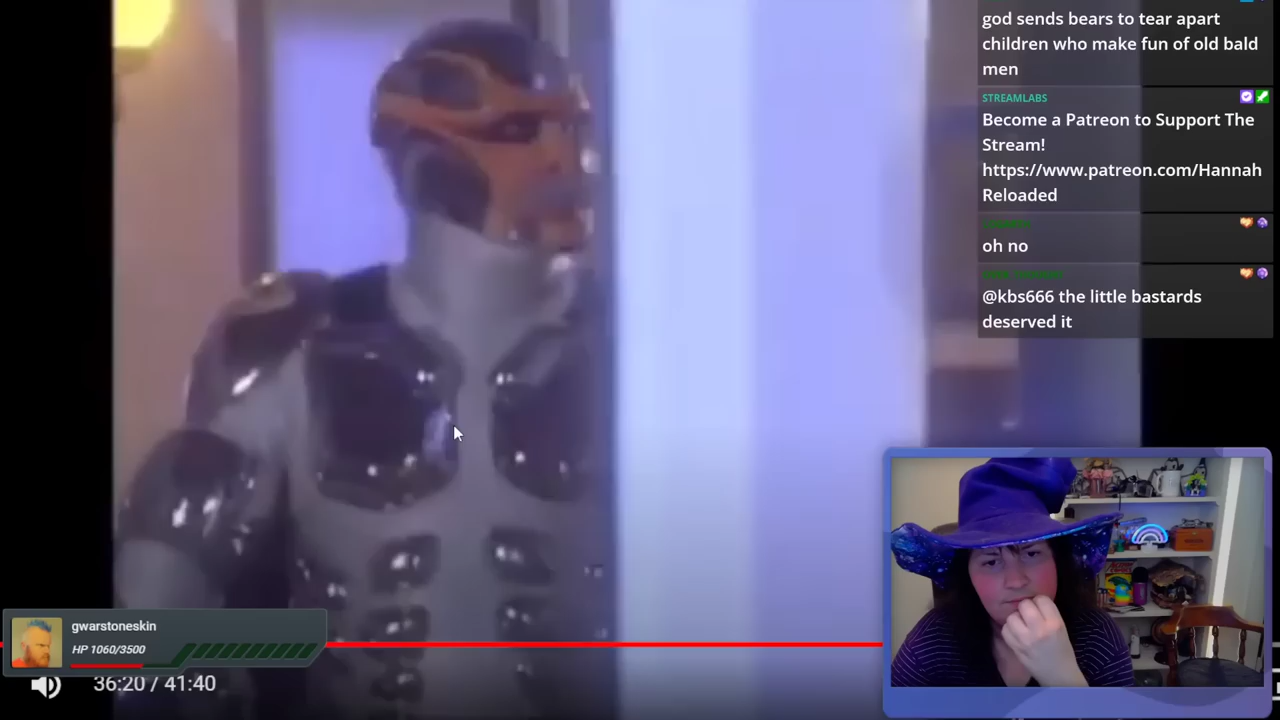 god sends bears to tear apart
children who make fun of old bald
men
STREAMLABS
Become a Patreon to Support The
Stream!
https://www.patreon.com/Hannah
Reloaded
oh no
@kbs666 the little bastards
deserved it
gwarstoneskin
HP 1060/3500
36:20 / 41:40